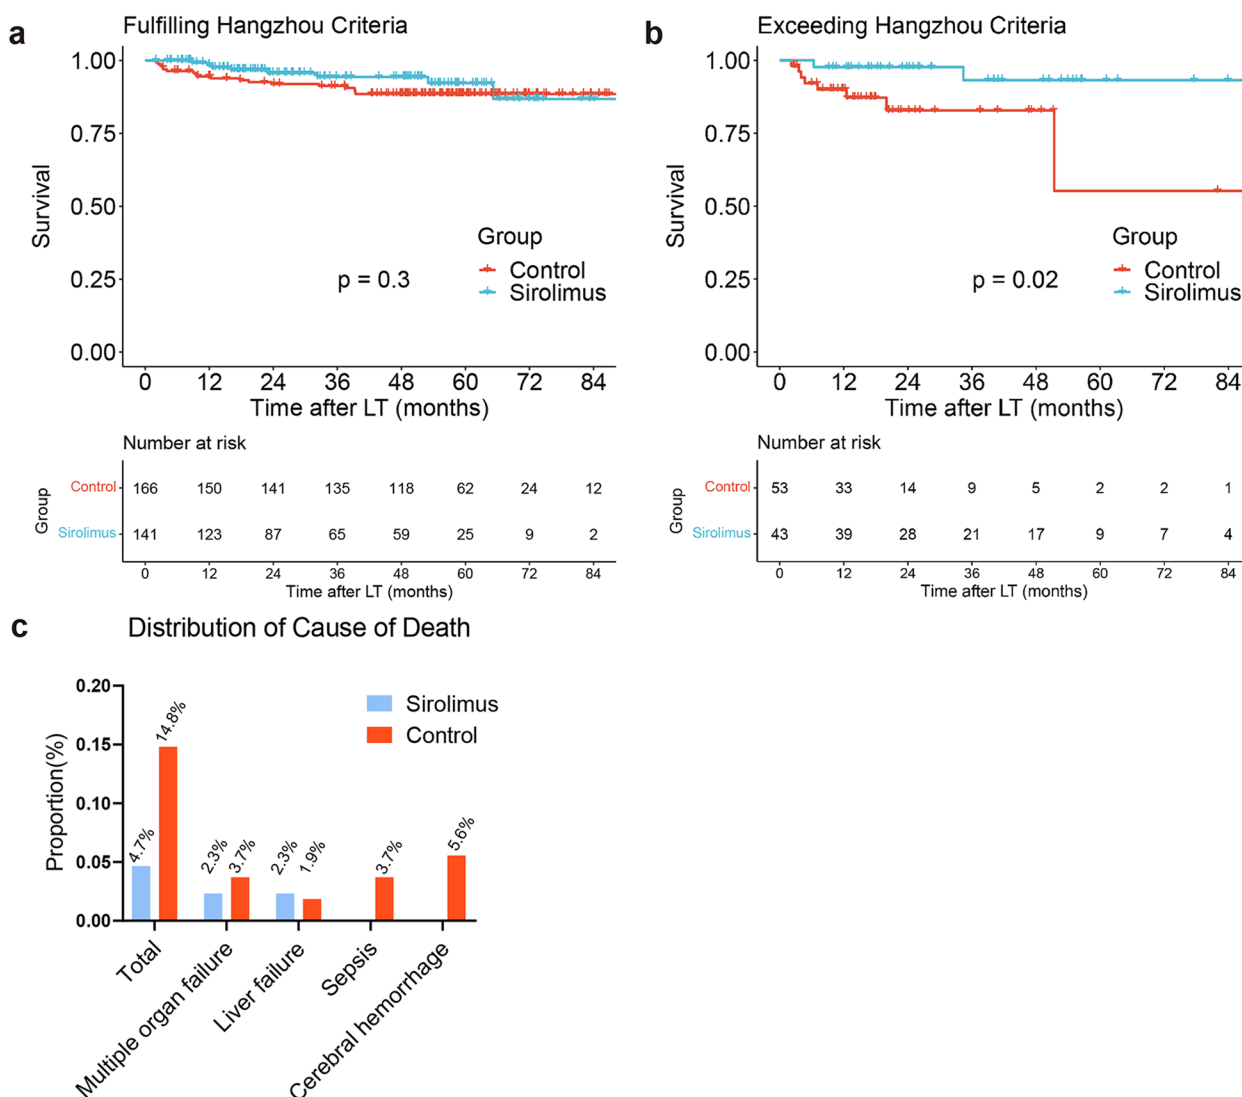 a
Fulfilling Hangzhou Criteria
1.00
0.75
0.50
0.25
0.00
Survival
Group
Control
Sirolimus
p = 0.3
0 12 24 36 48 60 72 84
Time after LT (months)
Number at risk
Group
Control 166 150 141 135 118 62 24 12
Sirolimus 141 123 87 65 59 25 9 2
0 12 24 36 48 60 72 84
Time after LT (months)
b
Exceeding Hangzhou Criteria
1.00
0.75
0.50
0.25
0.00
Survival
Group
Control
Sirolimus
p = 0.02
0 12 24 36 48 60 72 84
Time after LT (months)
Number at risk
Group
Control 53 33 14 9 5 2 2 1
Sirolimus 43 39 28 21 17 9 7 4
0 12 24 36 48 60 72 84
Time after LT (months)
c
Distribution of Cause of Death
0.20
0.15
0.10
0.05
0.00
Proportion(%)
Sirolimus
Control
4.7% 14.8% 2.3% 3.7% 2.3% 1.9% 3.7% 5.6%
Total
Multiple organ failure
Liver failure
Sepsis
Cerebral hemorrhage